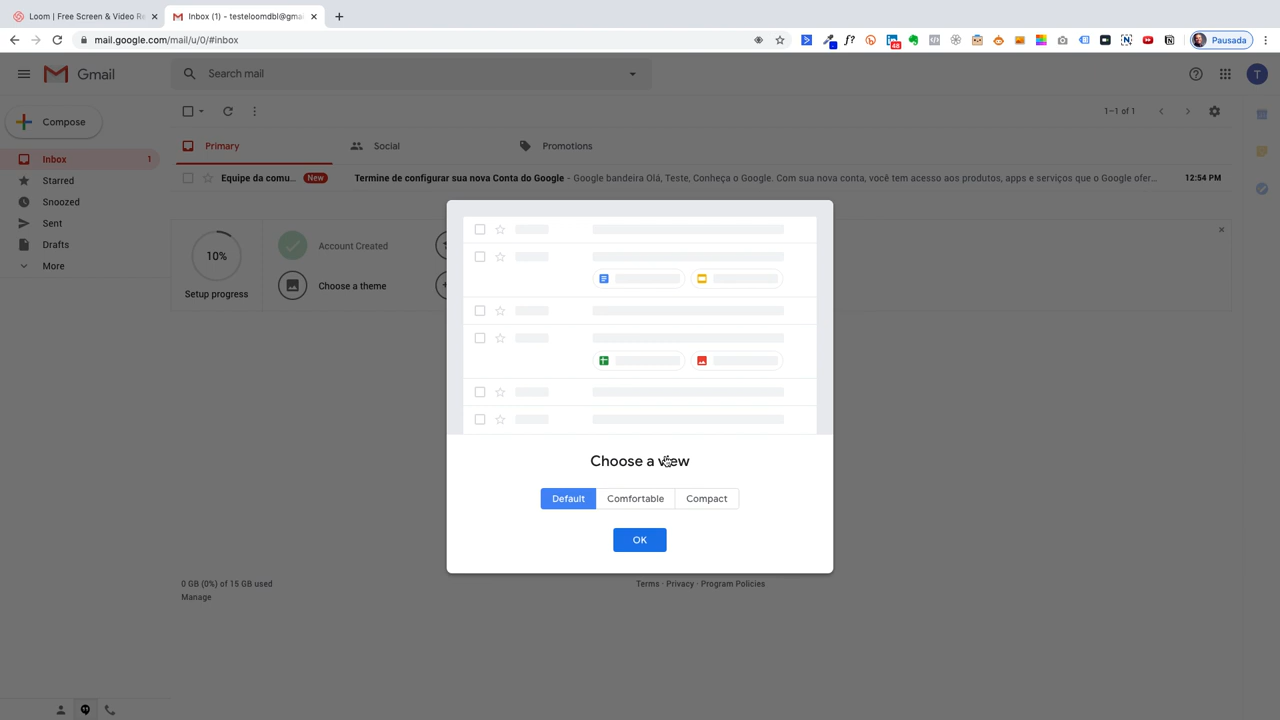 Loom | Free Screen & Video Re
Inbox (1) - testeloomdbl@gmai
mail.google.com/mail/u/0/#inbox
f?
48
Pausada
Gmail
Search mail
T
Compose
1–1 of 1
Inbox
1
Primary
Social
Promotions
Starred
Equipe da comu...
New
Termine de configurar sua nova Conta do Google - Google bandeira Olá, Teste, Conheça o Google. Com sua nova conta, você tem acesso aos produtos, apps e serviços que o Google ofer...
12:54 PM
Snoozed
Sent
Drafts
More
10%
Setup progress
Account Created
Choose a theme
Choose a view
Default
Comfortable
Compact
OK
0 GB (0%) of 15 GB used
Manage
Terms · Privacy · Program Policies